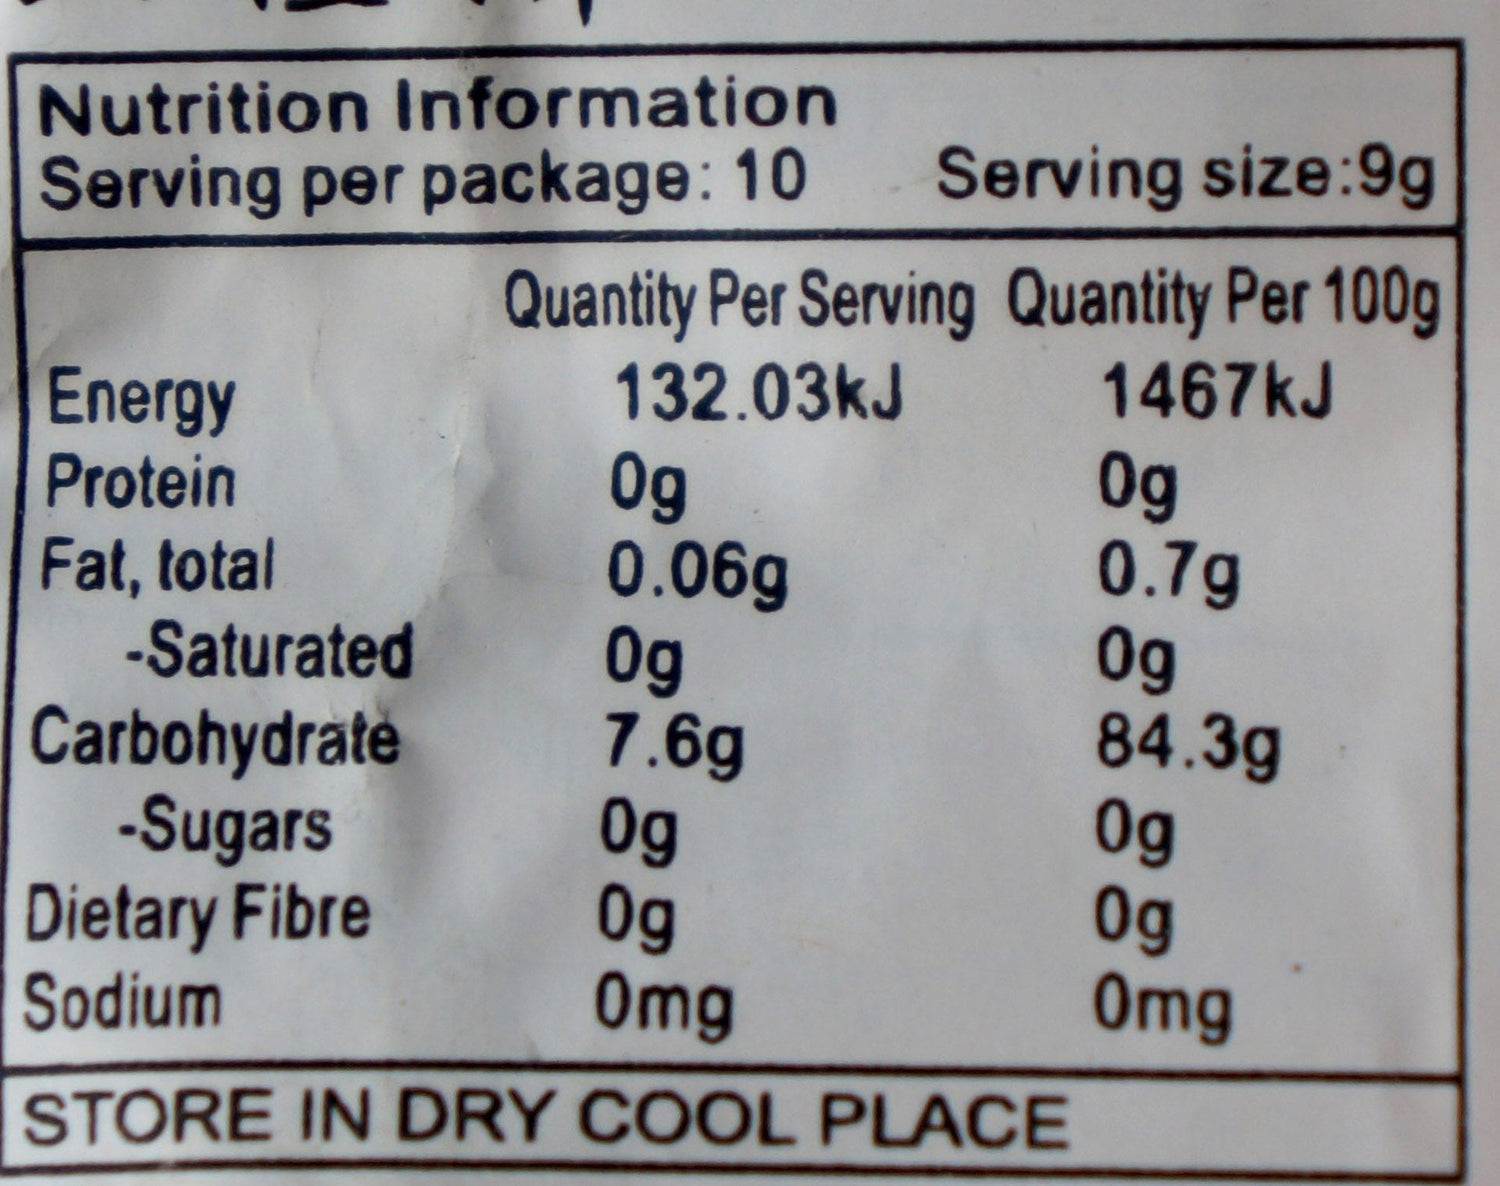 Nutrition Information
Serving per package: 10 Serving size:9g
Quantity Per Serving Quantity Per 100g
Energy 132.03kJ 1467kJ
Protein 0g 0g
Fat, total 0.06g 0.7g
-Saturated 0g 0g
Carbohydrate 7.6g 84.3g
-Sugars 0g 0g
Dietary Fibre 0g 0g
Sodium 0mg 0mg
STORE IN DRY COOL PLACE